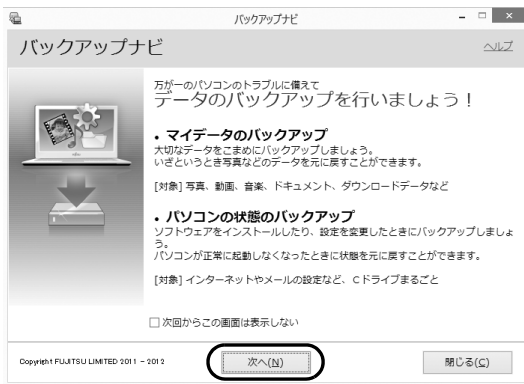 バックアップナビ
バックアップナビ
ヘルプ
万が一のパソコンのトラブルに備えて
データのバックアップを行いましょう！
・マイデータのバックアップ
大切なデータをこまめにバックアップしましょう。
いざというとき写真などのデータを元に戻すことができます。
[対象] 写真、動画、音楽、ドキュメント、ダウンロードデータなど
・パソコンの状態のバックアップ
ソフトウェアをインストールしたり、設定を変更したときにバックアップしましょ
う。
パソコンが正常に起動しなくなったときに状態を元に戻すことができます。
[対象] インターネットやメールの設定など、Cドライブまるごと
次回からこの画面は表示しない
Copyright FUJITSU LIMITED 2011 - 2012
次へ(N)
閉じる(C)